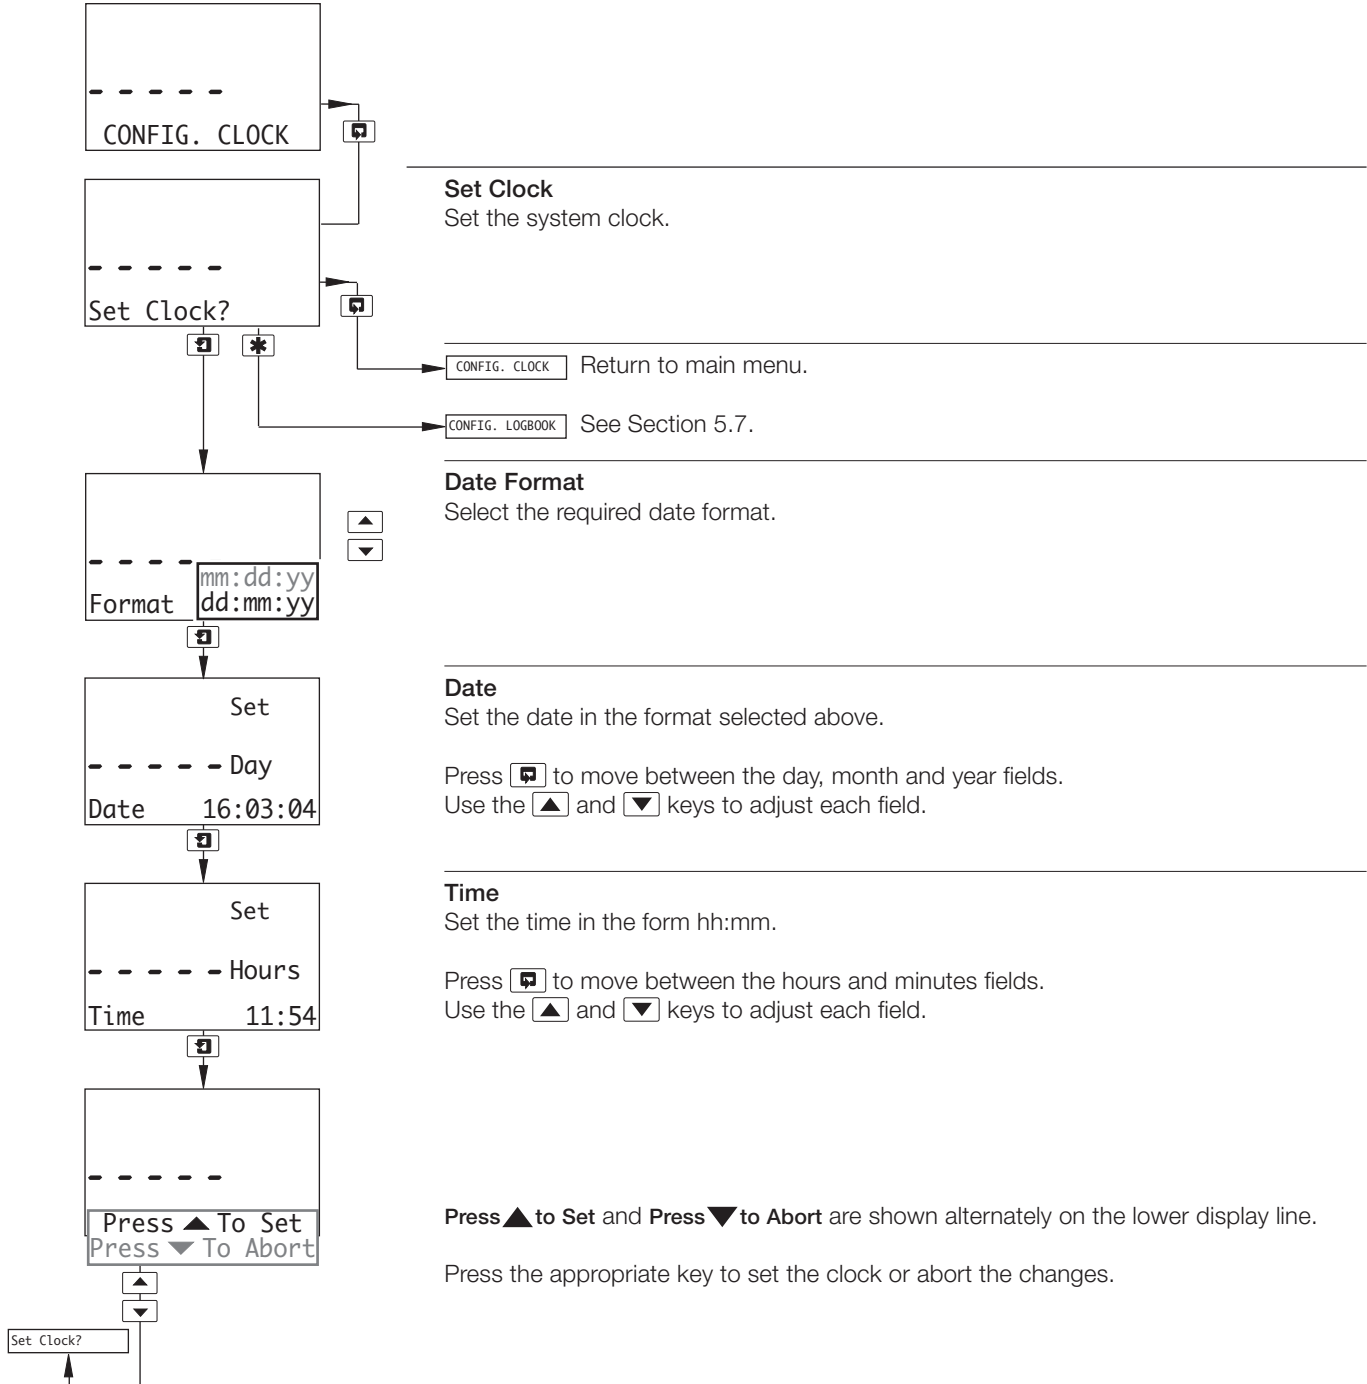 CONFIG. CLOCK
Set Clock
Set the system clock.
Set Clock?
CONFIG. CLOCK Return to main menu.
CONFIG. LOGBOOK See Section 5.7.
Date Format
Select the required date format.
mm:dd:yy
Format dd:mm:yy
Date
Set the date in the format selected above.
Set
Day
Date 16:03:04
Press to move between the day, month and year fields.
Use the ▲ and ▼ keys to adjust each field.
Time
Set the time in the form hh:mm.
Set
Hours
Time 11:54
Press to move between the hours and minutes fields.
Use the ▲ and ▼ keys to adjust each field.
Press ▲ To Set
Press ▼ To Abort
Press▲to Set and Press▼to Abort are shown alternately on the lower display line.
Press the appropriate key to set the clock or abort the changes.
Set Clock?